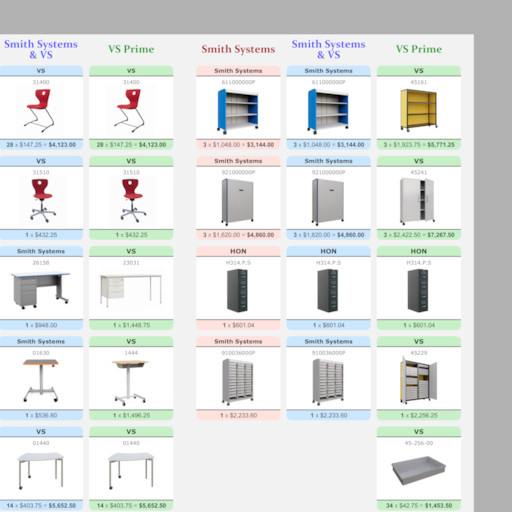 Smith Systems & VS
VS Prime
Smith Systems
Smith Systems & VS
VS Prime
VS
VS
Smith Systems
Smith Systems
VS
31400
31400
611000000P
611000000P
45161
28 x $147.25 = $4,123.00
28 x $147.25 = $4,123.00
3 x $1,048.00 = $3,144.00
3 x $1,048.00 = $3,144.00
3 x $1,923.75 = $5,771.25
VS
VS
Smith Systems
Smith Systems
VS
31510
31510
921000000P
921000000P
45241
1 x $432.25
1 x $432.25
3 x $1,620.00 = $4,860.00
3 x $1,620.00 = $4,860.00
3 x $2,422.50 = $7,267.50
Smith Systems
VS
HON
HON
HON
26158
23031
H314.P.S
H314.P.S
H314.P.S
1 x $948.00
1 x $1,448.75
1 x $601.04
1 x $601.04
1 x $601.04
Smith Systems
VS
Smith Systems
Smith Systems
VS
01630
1444
910036000P
910036000P
45229
1 x $536.80
1 x $1,496.25
1 x $2,233.60
1 x $2,233.60
1 x $2,256.25
VS
VS
VS
01440
01440
45-256-00
14 x $403.75 = $5,652.50
14 x $403.75 = $5,652.50
34 x $42.75 = $1,453.50